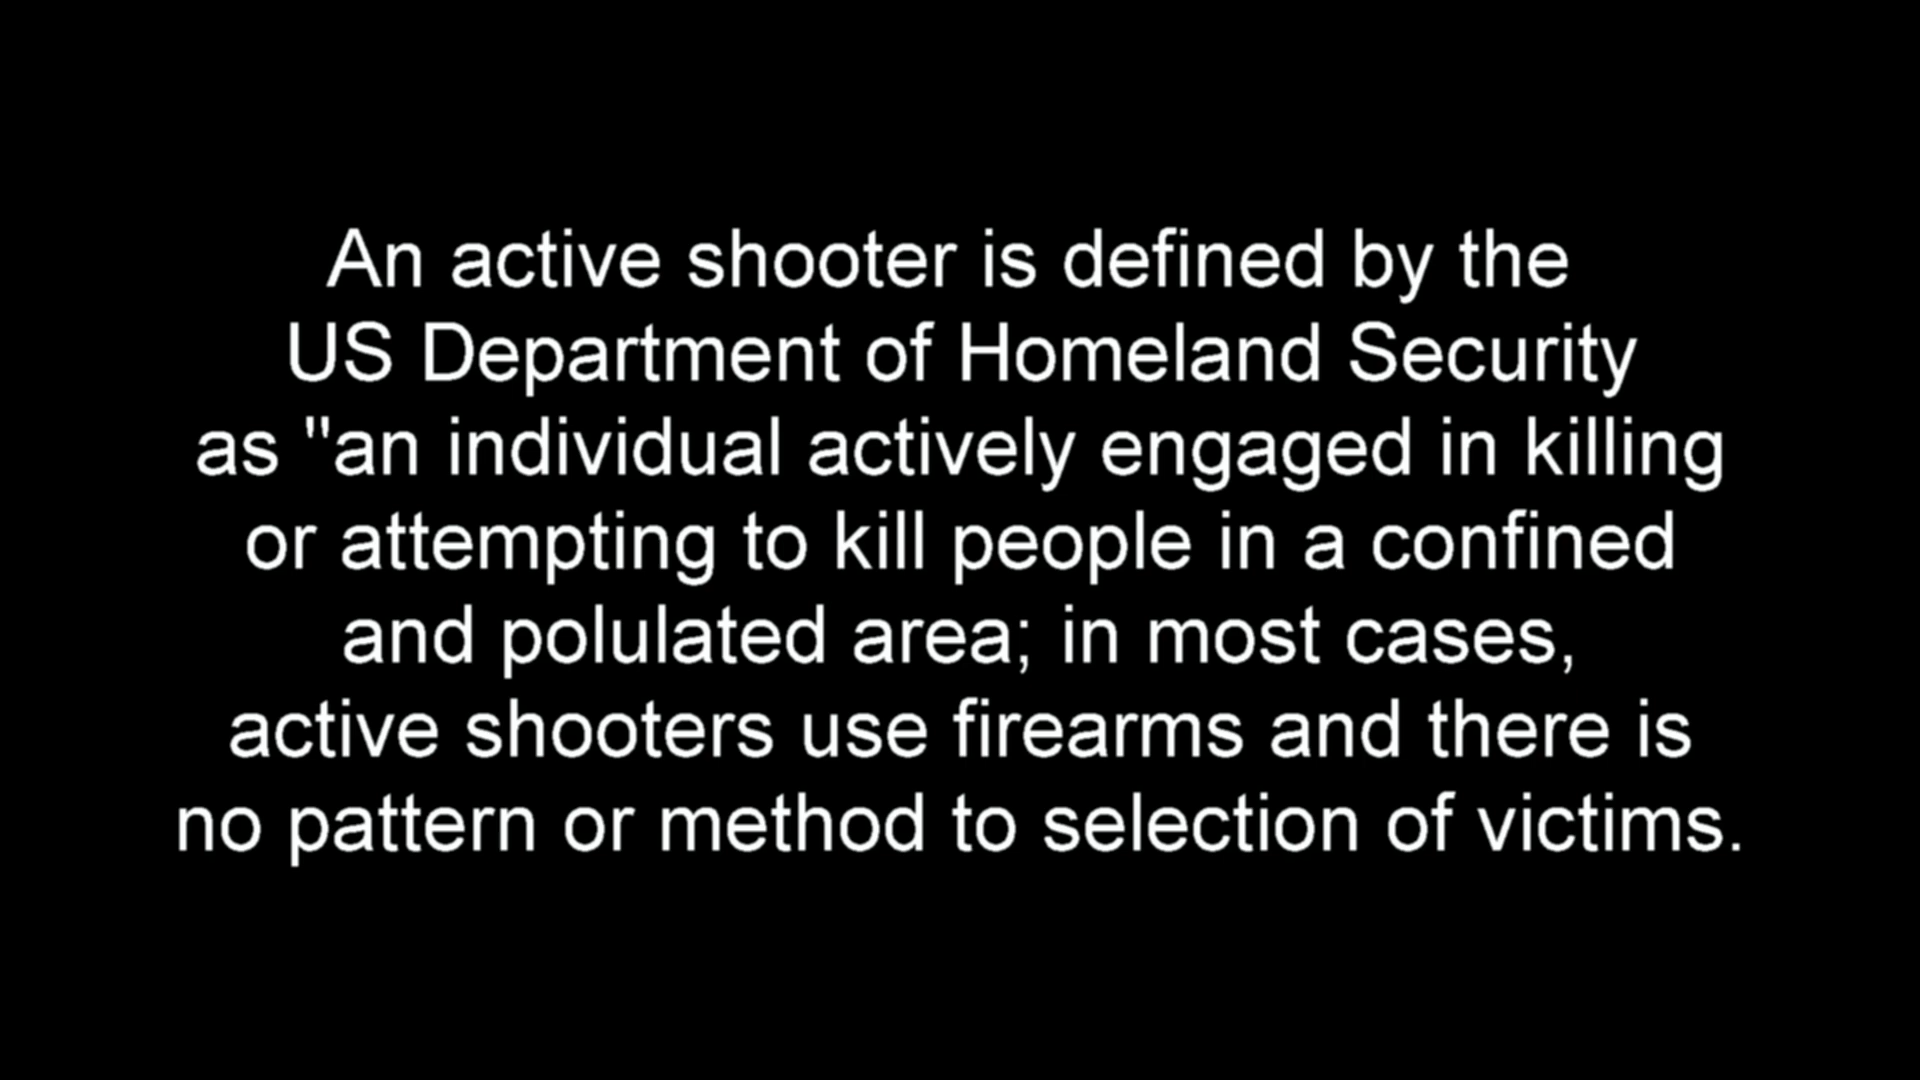 An active shooter is defined by the
US Department of Homeland Security
as "an individual actively engaged in killing
or attempting to kill people in a confined
and polulated area; in most cases,
active shooters use firearms and there is
no pattern or method to selection of victims.